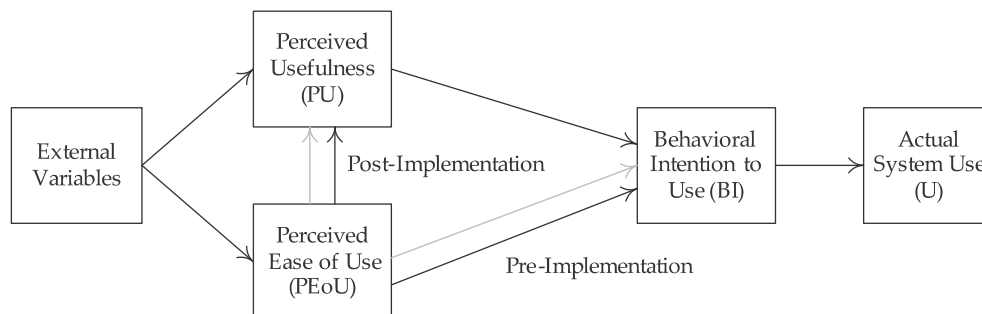 External
Variables
Perceived
Usefulness
(PU)
Post-Implementation
Perceived
Ease of Use
(PEoU)
Pre-Implementation
Behavioral
Intention to
Use (BI)
Actual
System Use
(U)